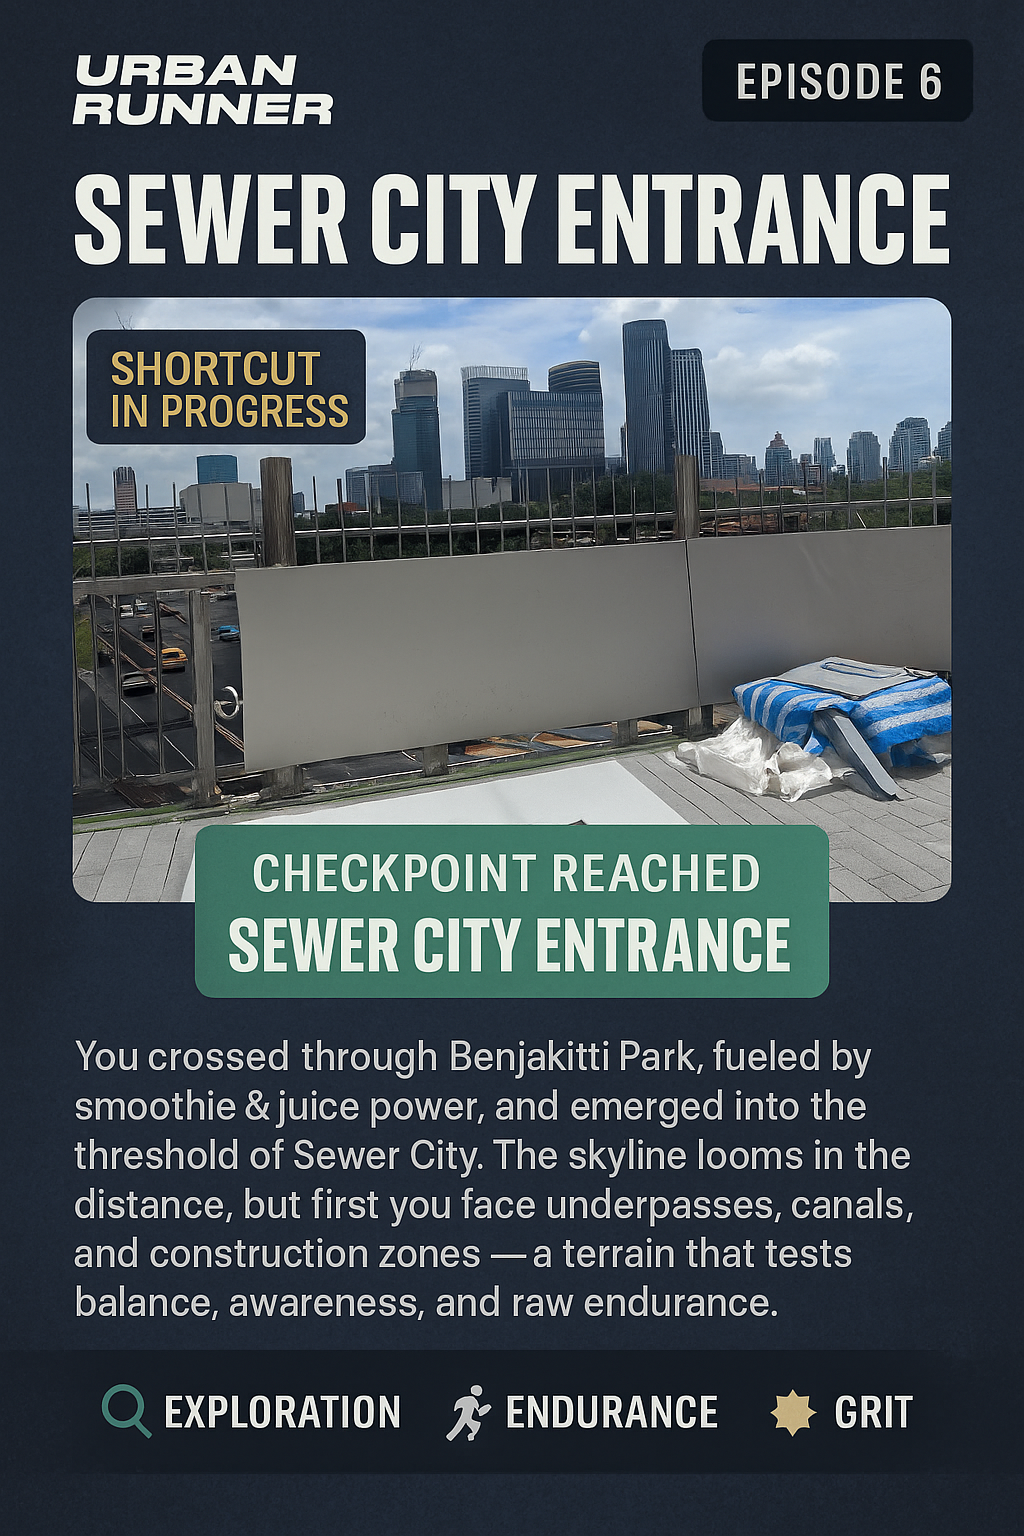 URBAN
RUNNER
EPISODE 6
SEWER CITY ENTRANCE
SHORTCUT
IN PROGRESS
CHECKPOINT REACHED
SEWER CITY ENTRANCE
You crossed through Benjakitti Park, fueled by
smoothie & juice power, and emerged into the
threshold of Sewer City. The skyline looms in the
distance, but first you face underpasses, canals,
and construction zones — a terrain that tests
balance, awareness, and raw endurance.
EXPLORATION
ENDURANCE
GRIT